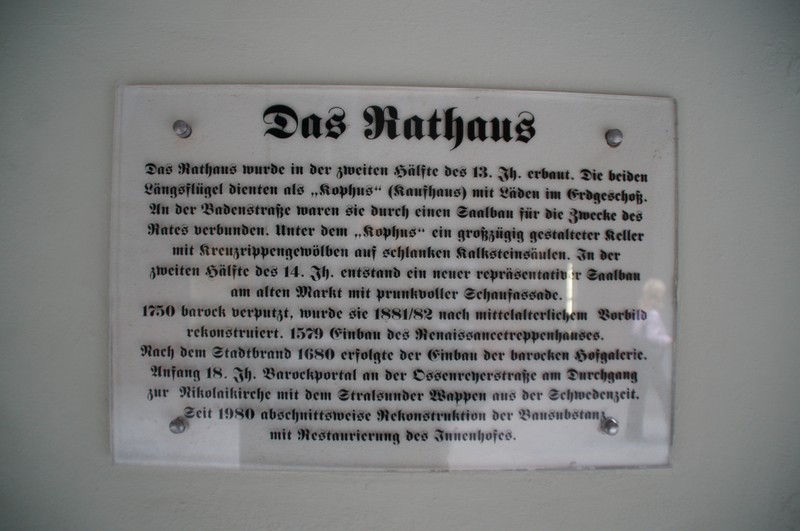 Das Rathaus
Das Rathaus wurde in der zweiten Hälfte des 13. Jh. erbaut. Die beiden
Längsflügel dienten als „Kophus“ (Kaufhaus) mit Läden im Erdgeschoß.
An der Badenstraße waren sie durch einen Saalbau für die Zwecke des
Rates verbunden. Unter dem „Kophus“ ein großzügig gestalteter Keller
mit Kreuzrippengewölben auf schlanken Kalksteinsäulen. In der
zweiten Hälfte des 14. Jh. entstand ein neuer repräsentativer Saalbau
am alten Markt mit prunkvoller Schaufassade.
1750 barock verputzt, wurde sie 1881/82 nach mittelalterlichem Vorbild
rekonstruiert. 1579 Einbau des Renaissancetreppenhauses.
Nach dem Stadtbrand 1680 erfolgte der Einbau der barocken Hofgalerie.
Anfang 18. Jh. Barockportal an der Ossenreyerstraße am Durchgang
zur Nikolaikirche mit dem Stralsunder Wappen aus der Schwedenzeit.
Seit 1980 abschnittsweise Rekonstruktion der Bausubstanz
mit Restaurierung des Innenhofes.